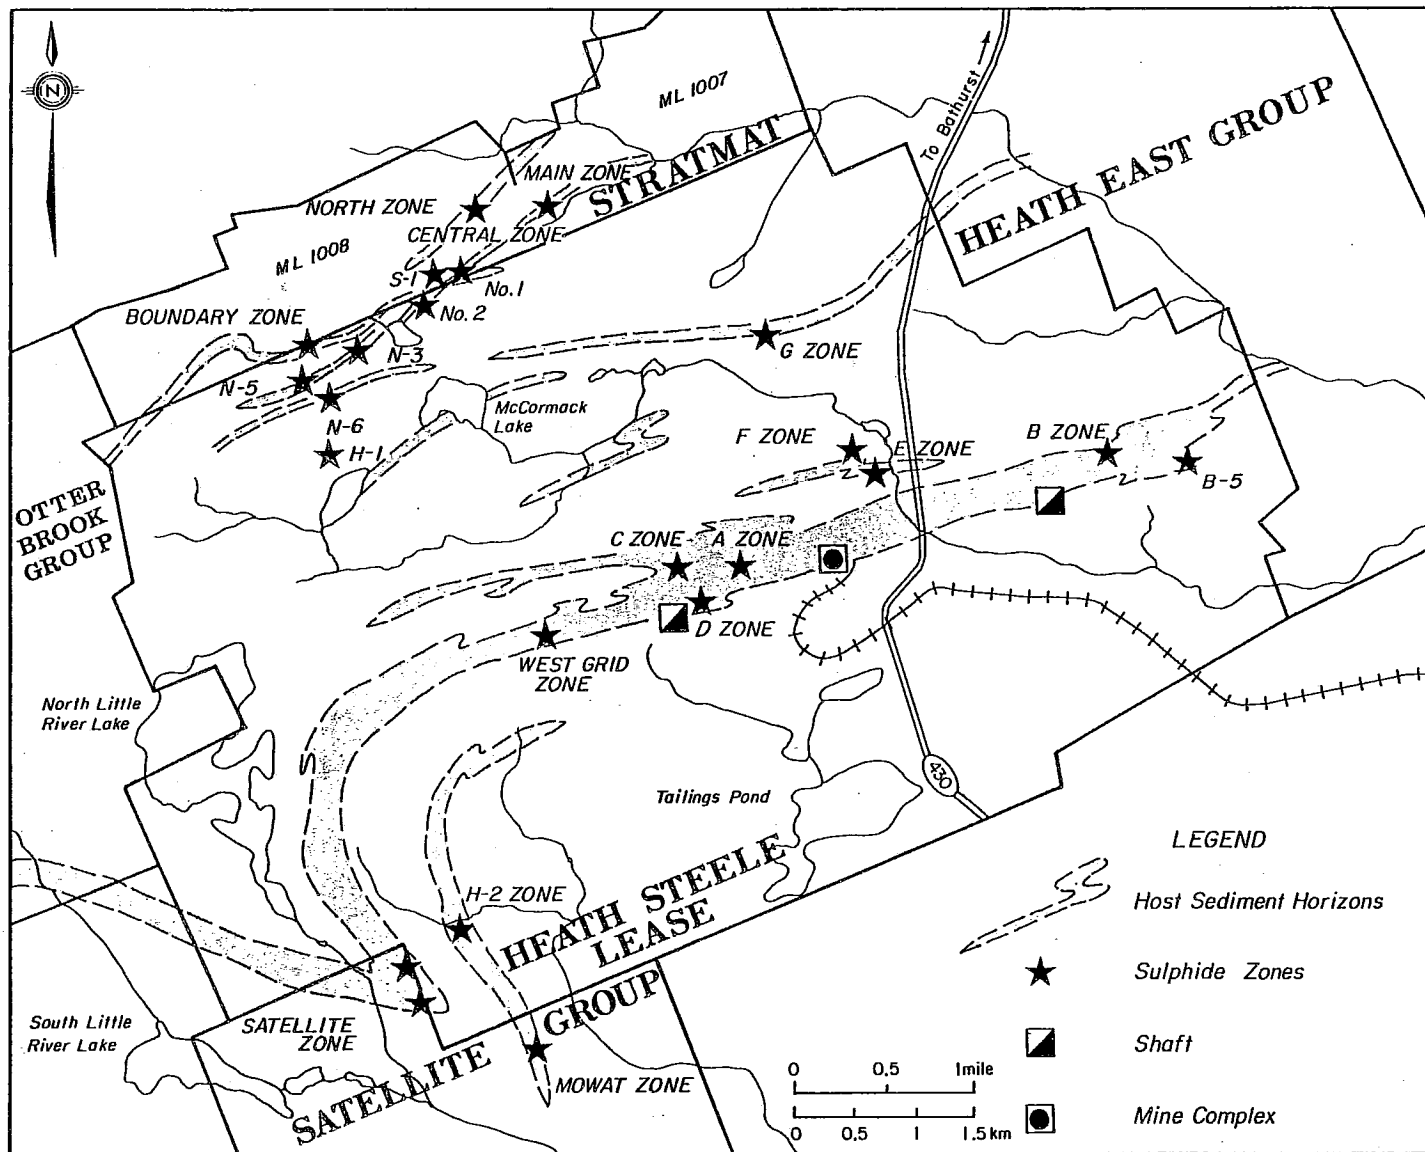 N
ML 1007
To Bathurst
HEATH EAST GROUP
STRATMAT
MAIN ZONE
NORTH ZONE
CENTRAL ZONE
ML 1008
S-1
No. 1
No. 2
BOUNDARY ZONE
N-3
G ZONE
N-5
McCormack
Lake
N-6
H-1
F ZONE
E ZONE
B ZONE
B-5
OTTER
BROOK
GROUP
C ZONE
A ZONE
D ZONE
WEST GRID
ZONE
North Little
River Lake
430
Tailings Pond
H-2 ZONE
HEATH STEELE
LEASE
SATELLITE GROUP
SATELLITE
ZONE
South Little
River Lake
MOWAT ZONE
LEGEND
Host Sediment Horizons
Sulphide Zones
Shaft
Mine Complex
0 0.5 1 mile
0 0.5 1 1.5 km